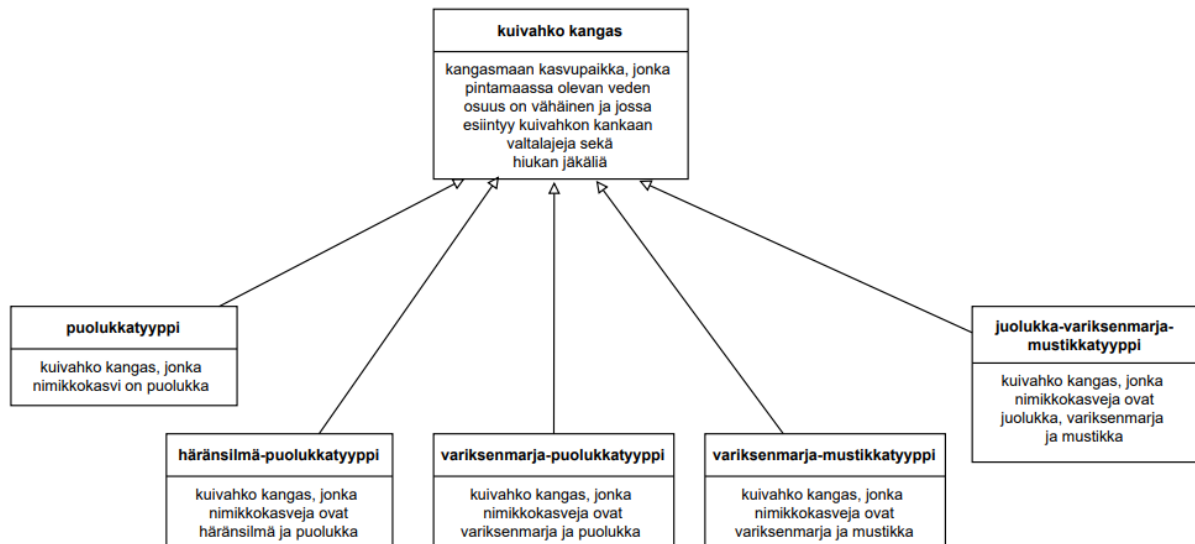 kuivahko kangas
kangasmaan kasvupaikka, jonka
pintamaassa olevan veden
osuus on vähäinen ja jossa
esiintyy kuivahkon kankaan
valtalajeja sekä
hiukan jäkäliä
puolukkatyyppi
kuivahko kangas, jonka
nimikkokasvi on puolukka
juolukka-variksenmarja-
mustikkatyyppi
kuivahko kangas, jonka
nimikkokasveja ovat
juolukka, variksenmarja
ja mustikka
häränsilmä-puolukkatyyppi
kuivahko kangas, jonka
nimikkokasveja ovat
häränsilmä ja puolukka
variksenmarja-puolukkatyyppi
kuivahko kangas, jonka
nimikkokasveja ovat
variksenmarja ja puolukka
variksenmarja-mustikkatyyppi
kuivahko kangas, jonka
nimikkokasveja ovat
variksenmarja ja mustikka